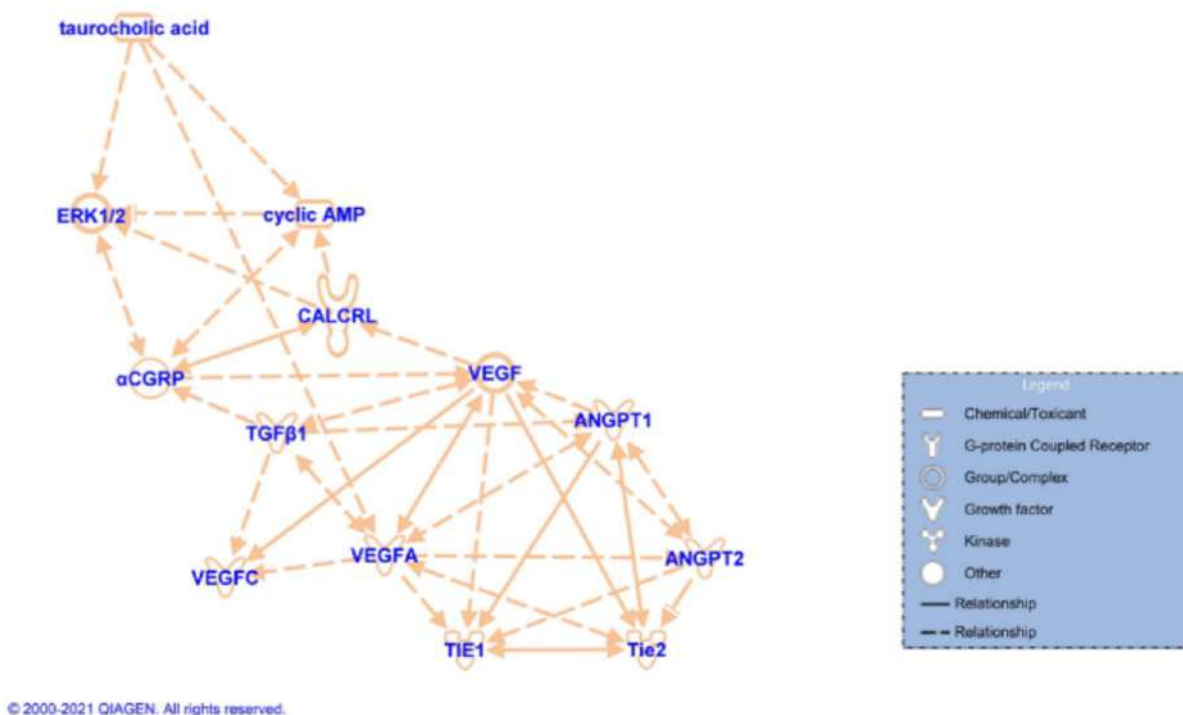 taurocholic acid
ERK1/2
cyclic AMP
CALCRL
αCGRP
VEGF
TGFβ1
ANGPT1
VEGFC
VEGFA
ANGPT2
TIE1
Tie2
Legend
Chemical/Toxicant
G-protein Coupled Receptor
Group/Complex
Growth factor
Kinase
Other
Relationship
Relationship
© 2000-2021 QIAGEN. All rights reserved.